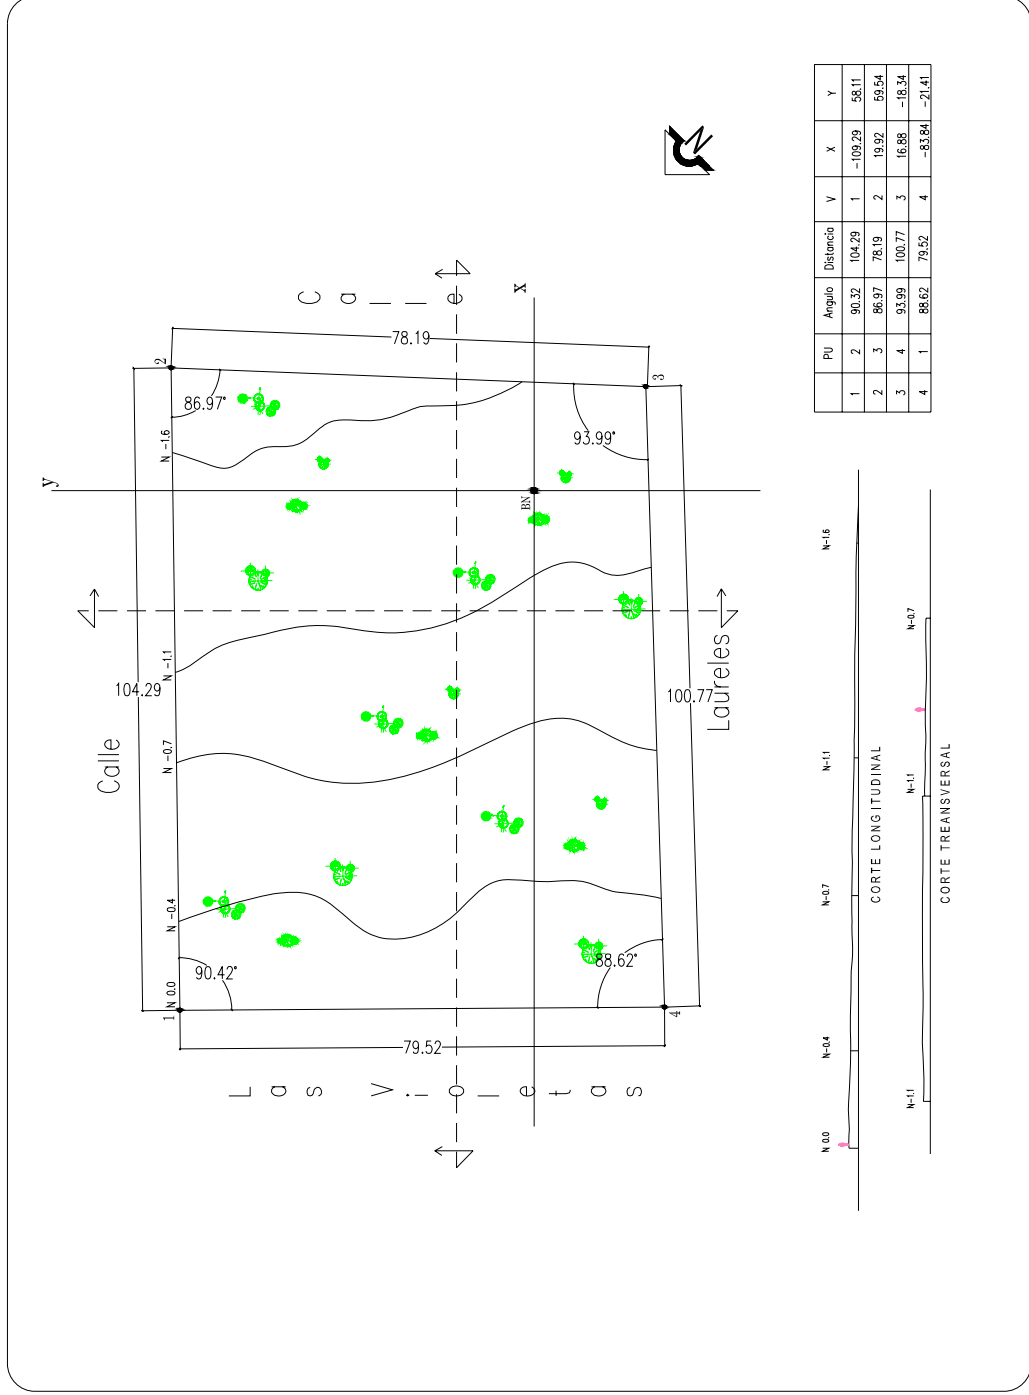 Calle
Laureles
Las Violetas
Calle
y
x
BN
1
2
3
4
104.29
78.19
100.77
79.52
90.42°
86.97°
93.99°
88.62°
N 0.0
N -0.4
N -0.7
N -1.1
N -1.6
N
PU Angulo Distancia V X Y
1 2 90.32 104.29 1 -109.29 58.11
2 3 86.97 78.19 2 19.92 59.54
3 4 93.99 100.77 3 16.88 -18.34
4 1 88.62 79.52 4 -83.84 -21.41
N 0.0 N-0.4 N-0.7 N-1.1 N-1.6
CORTE LONGITUDINAL
N-1.1 N-1.1 N-0.7
CORTE TREANSVERSAL